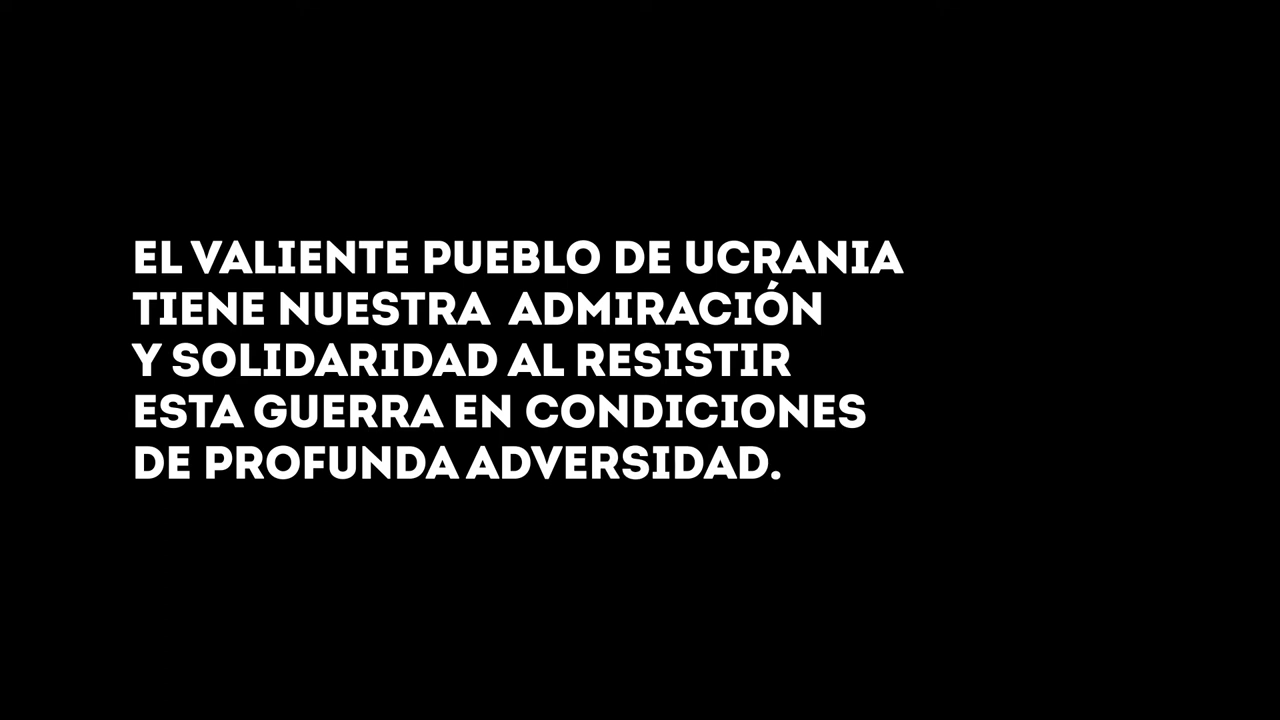 EL VALIENTE PUEBLO DE UCRANIA
TIENE NUESTRA  ADMIRACIÓN
Y SOLIDARIDAD AL RESISTIR
ESTA GUERRA EN CONDICIONES
DE PROFUNDA ADVERSIDAD.